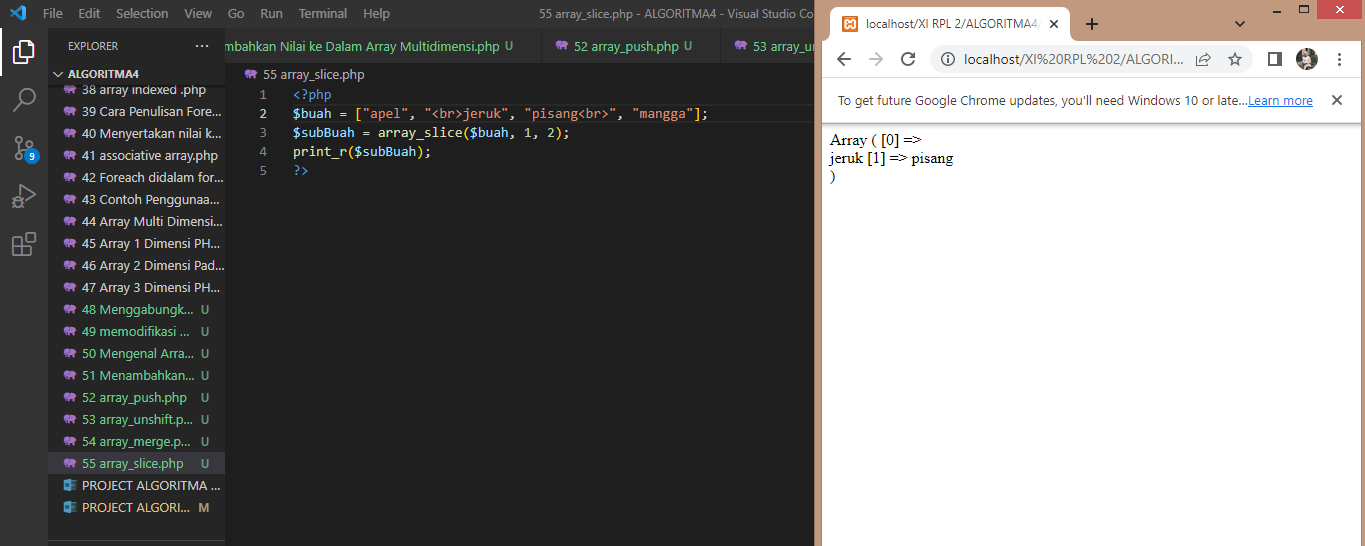 File Edit Selection View Go Run Terminal Help
55 array_slice.php - ALGORITMA4 - Visual Studio Co
EXPLORER
ALGORITMA4
38 array indexed .php
39 Cara Penulisan Fore...
40 Menyertakan nilai k...
41 associative array.php
42 Foreach didalam for...
43 Contoh Penggunaa...
44 Array Multi Dimensi...
45 Array 1 Dimensi PH...
46 Array 2 Dimensi Pad...
47 Array 3 Dimensi PH...
48 Menggabungk... U
49 memodifikasi ... U
50 Mengenal Arra... U
51 Menambahkan... U
52 array_push.php U
53 array_unshift.p... U
54 array_merge.p... U
55 array_slice.php U
PROJECT ALGORITMA ...
PROJECT ALGORI... M
9
mbahkan Nilai ke Dalam Array Multidimensi.php U
52 array_push.php U
53 array_un
55 array_slice.php
1 <?php
2 $buah = ["apel", "<br>jeruk", "pisang<br>", "mangga"];
3 $subBuah = array_slice($buah, 1, 2);
4 print_r($subBuah);
5 ?>
localhost/XI RPL 2/ALGORITMA4
localhost/XI%20RPL%202/ALGORI...
To get future Google Chrome updates, you'll need Windows 10 or late... Learn more
Array ( [0] =>
jeruk [1] => pisang
)